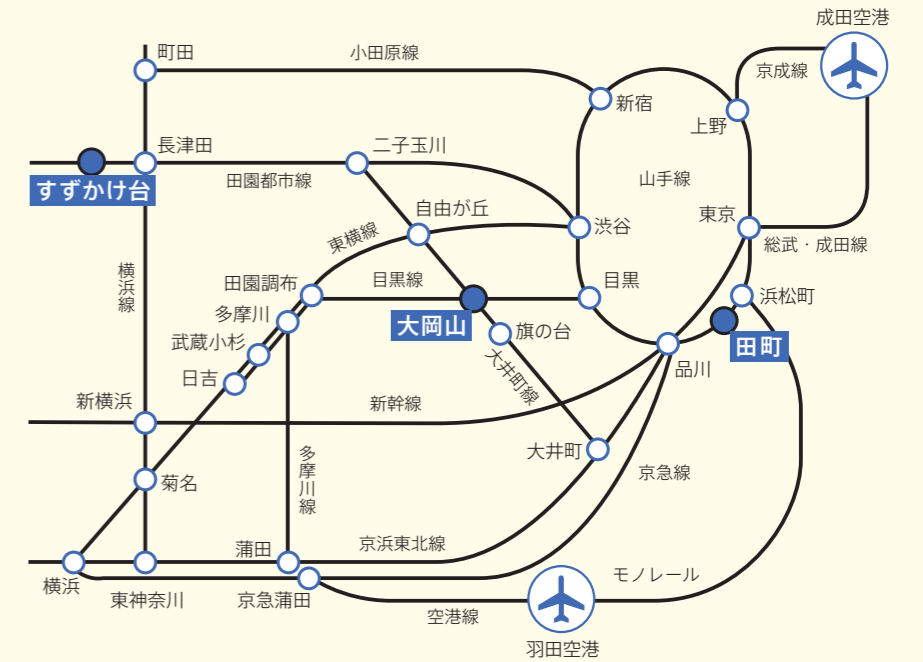 成田空港
町田
小田原線
京成線
新宿
上野
長津田
二子玉川
すずかけ台
田園都市線
山手線
自由が丘
東京
東横線
渋谷
総武・成田線
横浜線
田園調布
目黒線
目黒
浜松町
多摩川
大岡山
旗の台
武蔵小杉
田町
大井町線
日吉
品川
新横浜
新幹線
大井町
多摩川線
菊名
京急線
蒲田
京浜東北線
横浜
東神奈川
京急蒲田
モノレール
空港線
羽田空港